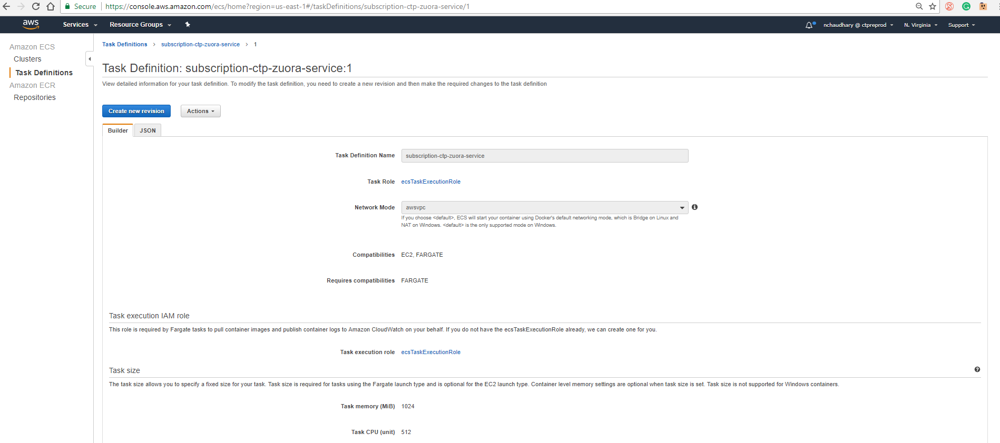 Secure
https://console.aws.amazon.com/ecs/home?region=us-east-1#/taskDefinitions/subscription-ctp-zuora-service/1
aws
Services
Resource Groups
nchaudhary @ ctppreprod
N. Virginia
Support
Amazon ECS
Clusters
Task Definitions
Amazon ECR
Repositories
Task Definitions > subscription-ctp-zuora-service > 1
Task Definition: subscription-ctp-zuora-service:1
View detailed information for your task definition. To modify the task definition, you need to create a new revision and then make the required changes to the task definition
Create new revision
Actions
Builder
JSON
Task Definition Name
subscription-ctp-zuora-service
Task Role
ecsTaskExecutionRole
Network Mode
awsvpc
If you choose <default>, ECS will start your container using Docker's default networking mode, which is Bridge on Linux and
NAT on Windows. <default> is the only supported mode on Windows.
Compatibilities
EC2, FARGATE
Requires compatibilities
FARGATE
Task execution IAM role
This role is required by Fargate tasks to pull container images and publish container logs to Amazon CloudWatch on your behalf. If you do not have the ecsTaskExecutionRole already, we can create one for you.
Task execution role
ecsTaskExecutionRole
Task size
The task size allows you to specify a fixed size for your task. Task size is required for tasks using the Fargate launch type and is optional for the EC2 launch type. Container level memory settings are optional when task size is set. Task size is not supported for Windows containers.
Task memory (MiB)
1024
Task CPU (unit)
512